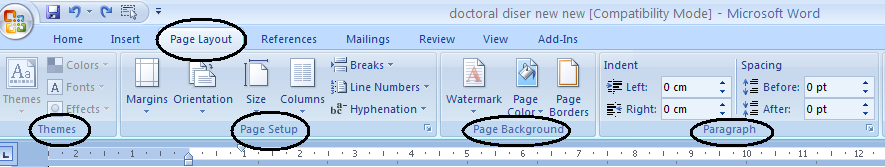 doctoral diser new new [Compatibility Mode] - Microsoft Word
Home Insert Page Layout References Mailings Review View Add-Ins
Aa Themes
Colors
A Fonts
Effects
Themes
Margins Orientation Size Columns
Breaks
Line Numbers
bc Hyphenation
Page Setup
A Watermark
Page Color
Page Borders
Page Background
Indent
Left: 0 cm
Right: 0 cm
Spacing
Before: 0 pt
After: 0 pt
Paragraph
L 2 1 1 2 3 4 5 6 7 8 9 10 11 12